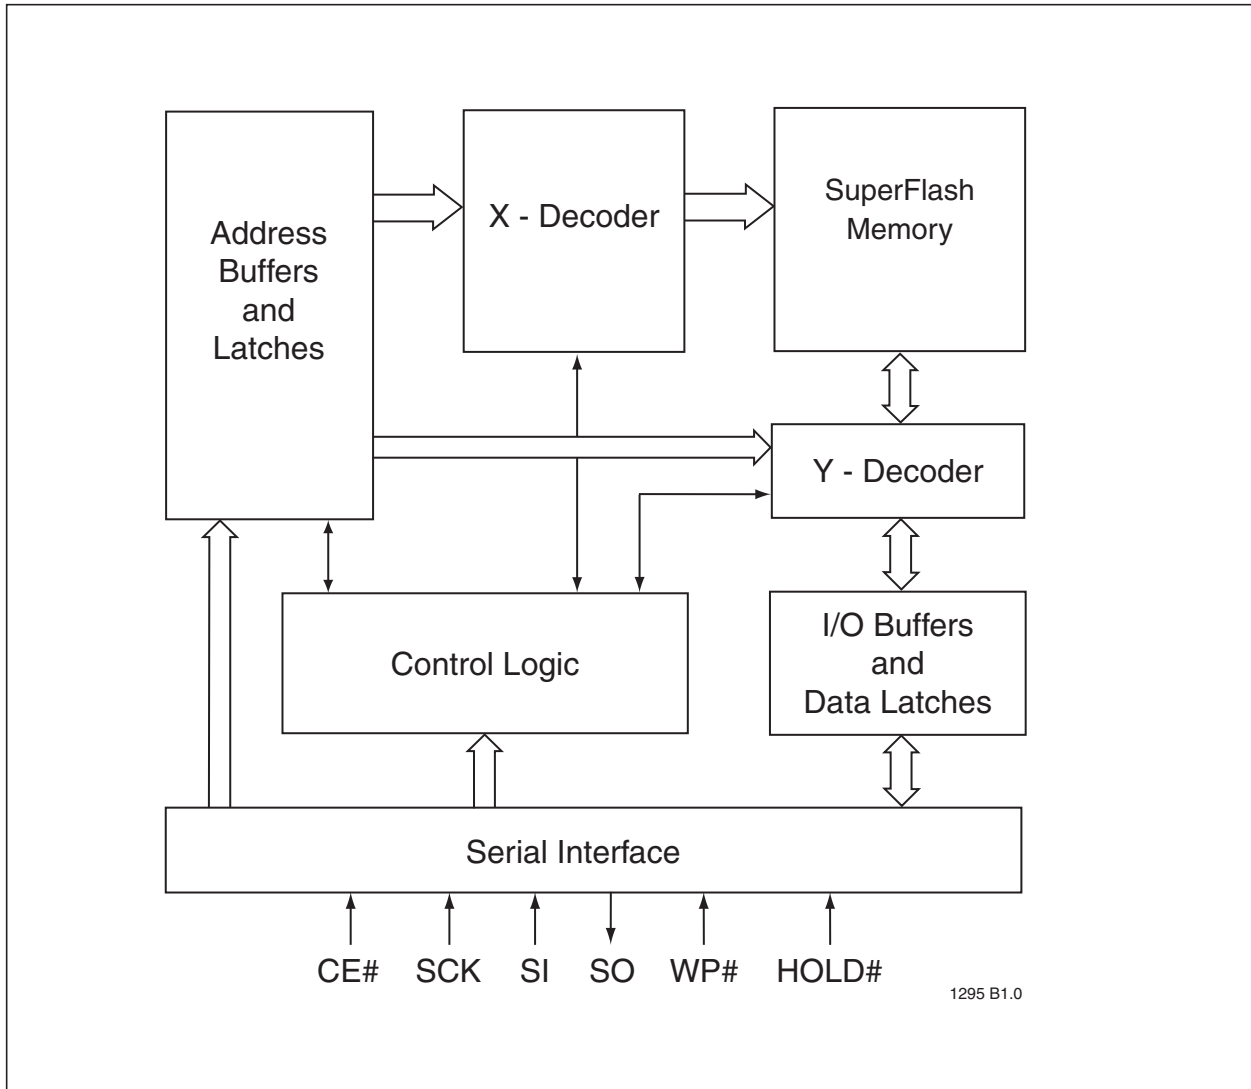 Address
Buffers
and
Latches
X - Decoder
SuperFlash
Memory
Y - Decoder
Control Logic
I/O Buffers
and
Data Latches
Serial Interface
CE# SCK SI SO WP# HOLD#
1295 B1.0